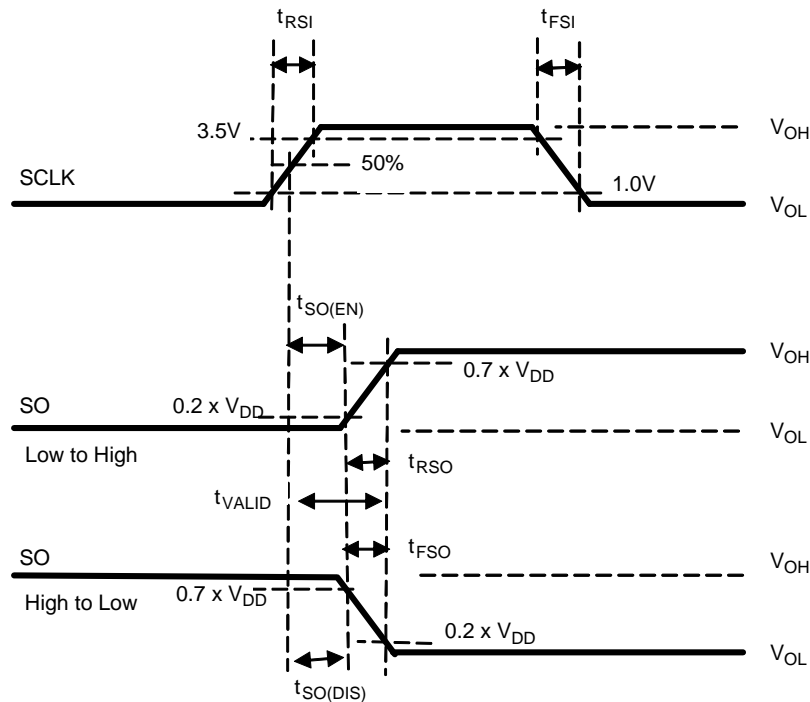 tRSI
tFSI
3.5V
VOH
50%
SCLK
1.0V
VOL
tSO(EN)
VOH
0.7 x VDD
SO
0.2 x VDD
VOL
Low to High
tRSO
tVALID
tFSO
SO
VOH
High to Low
0.7 x VDD
0.2 x VDD
VOL
tSO(DIS)